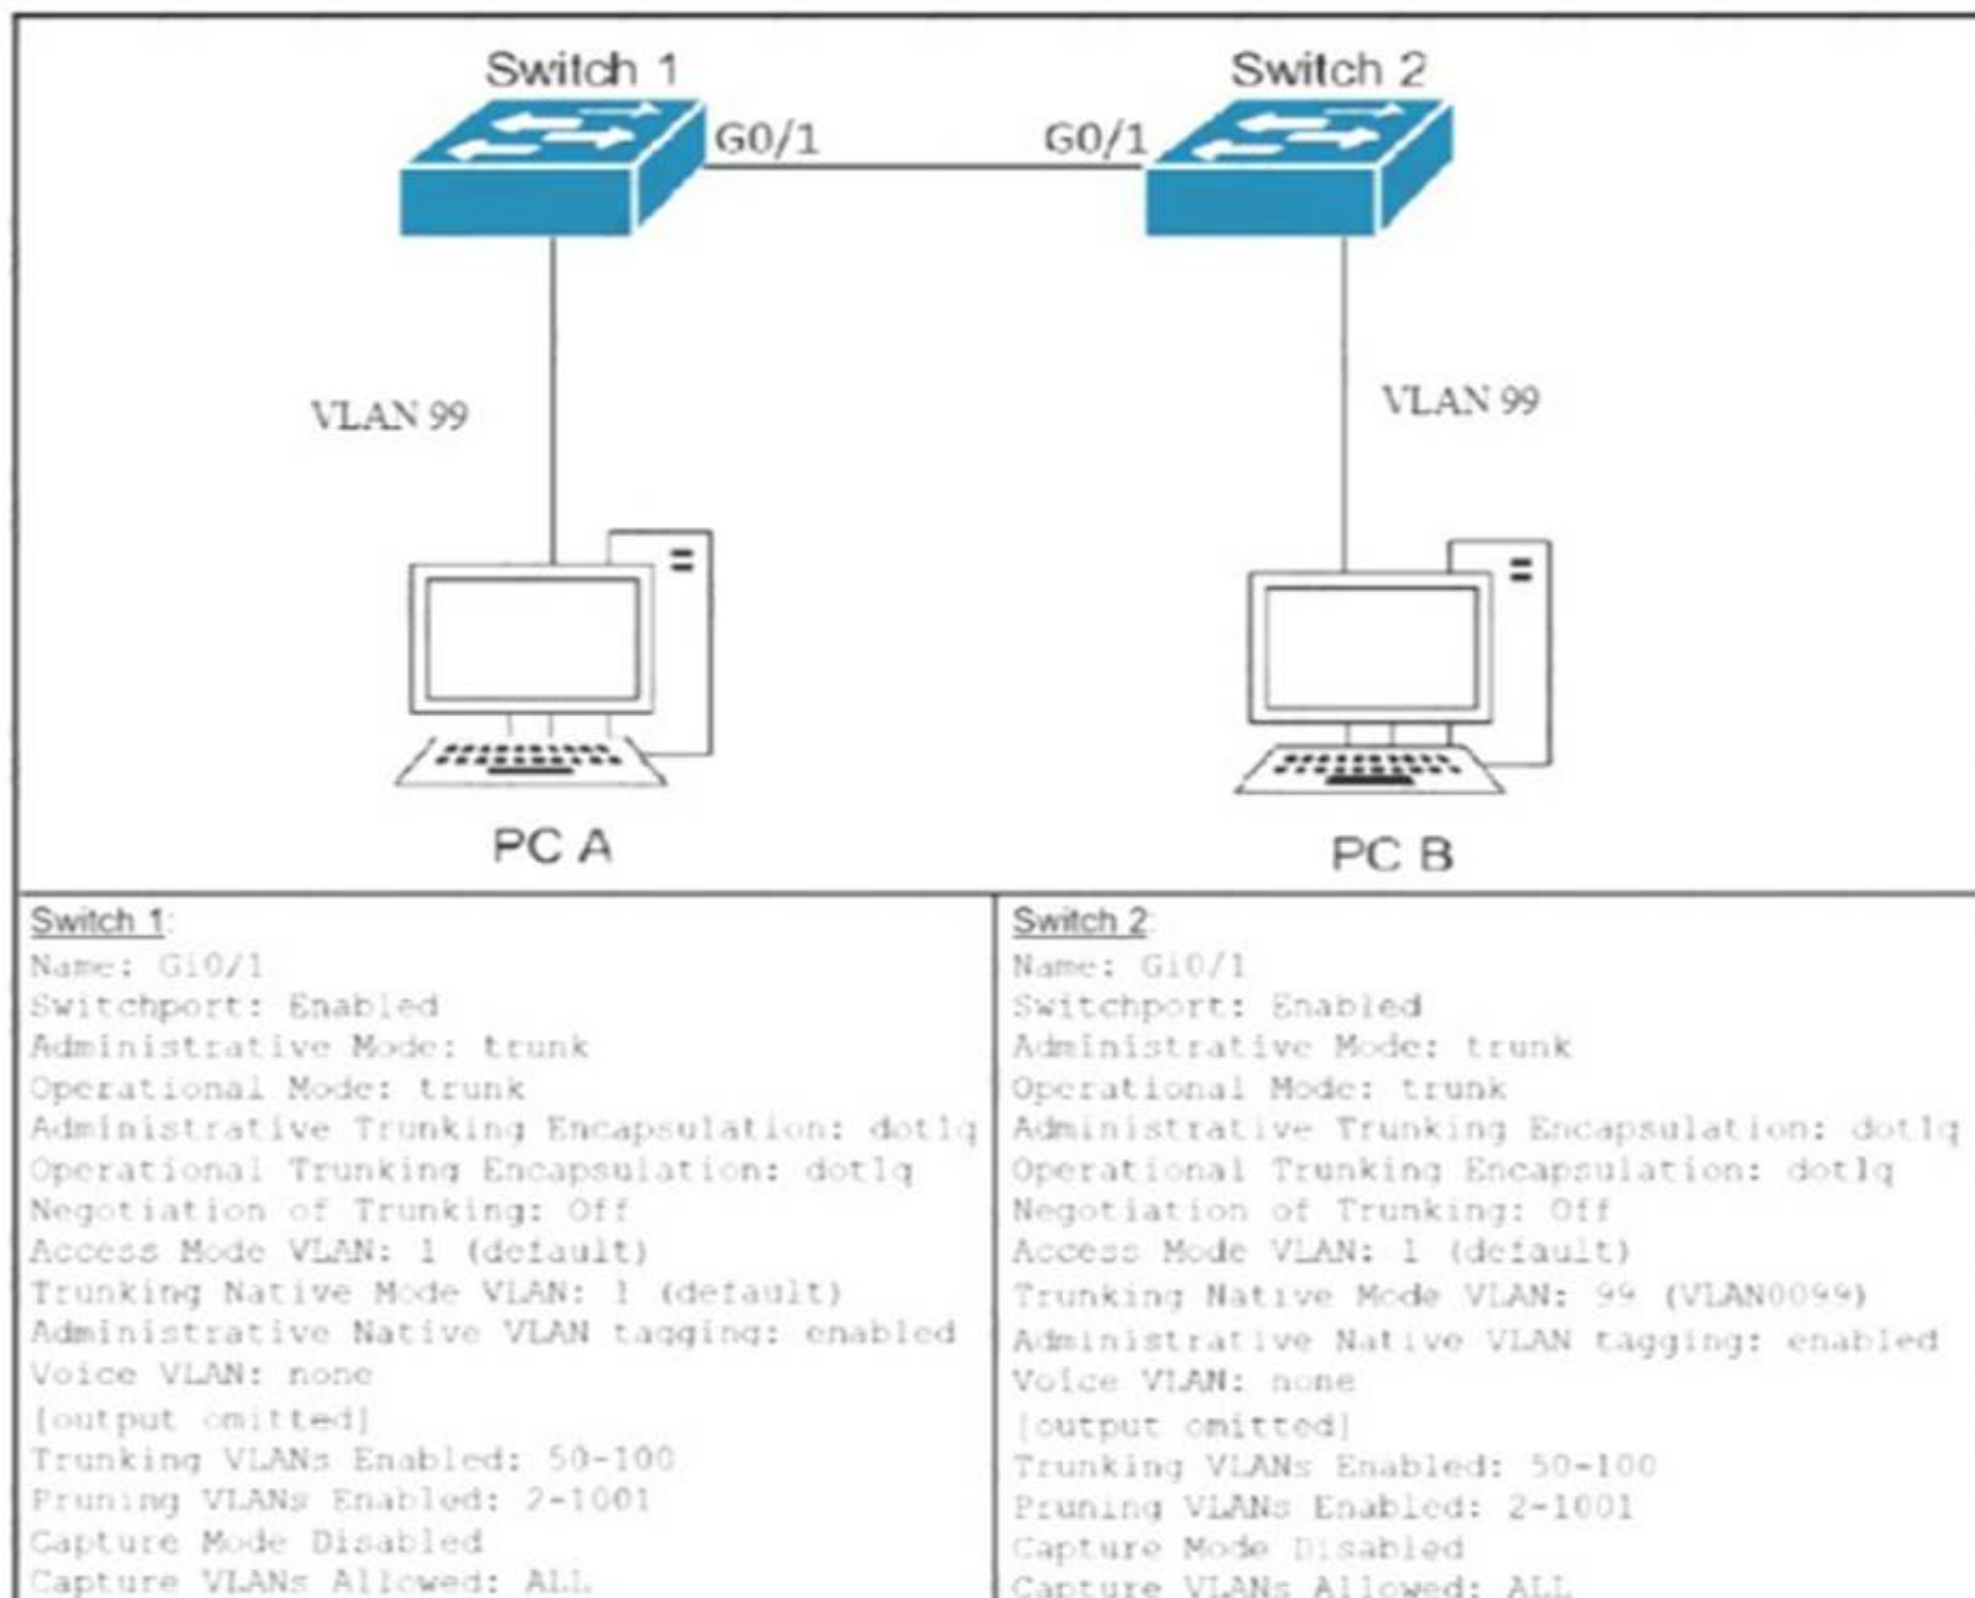 Switch 1
Switch 2
G0/1
G0/1
VLAN 99
VLAN 99
PC A
PC B
Switch 1:
Name: Gi0/1
Switchport: Enabled
Administrative Mode: trunk
Operational Mode: trunk
Administrative Trunking Encapsulation: dot1q
Operational Trunking Encapsulation: dot1q
Negotiation of Trunking: Off
Access Mode VLAN: 1 (default)
Trunking Native Mode VLAN: 1 (default)
Administrative Native VLAN tagging: enabled
Voice VLAN: none
[output omitted]
Trunking VLANs Enabled: 50-100
Pruning VLANs Enabled: 2-1001
Capture Mode Disabled
Capture VLANs Allowed: ALL
Switch 2:
Name: Gi0/1
Switchport: Enabled
Administrative Mode: trunk
Operational Mode: trunk
Administrative Trunking Encapsulation: dot1q
Operational Trunking Encapsulation: dot1q
Negotiation of Trunking: Off
Access Mode VLAN: 1 (default)
Trunking Native Mode VLAN: 99 (VLAN0099)
Administrative Native VLAN tagging: enabled
Voice VLAN: none
[output omitted]
Trunking VLANs Enabled: 50-100
Pruning VLANs Enabled: 2-1001
Capture Mode Disabled
Capture VLANs Allowed: ALL